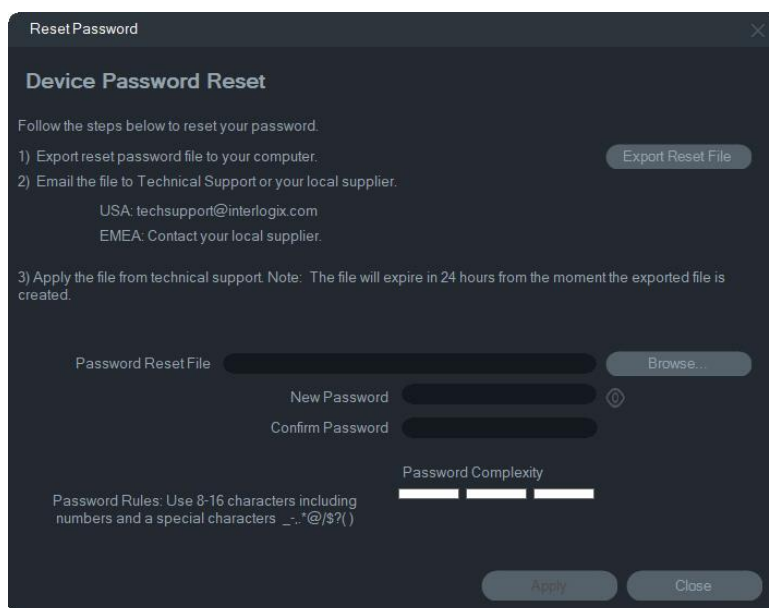 Reset Password
Device Password Reset
Follow the steps below to reset your password.
1) Export reset password file to your computer.
Export Reset File
2) Email the file to Technical Support or your local supplier.
USA: techsupport@interlogix.com
EMEA: Contact your local supplier.
3) Apply the file from technical support. Note: The file will expire in 24 hours from the moment the exported file is
created.
Password Reset File
Browse...
New Password
Confirm Password
Password Complexity
Password Rules: Use 8-16 characters including
numbers and a special characters _-,.*@/$?( )
Apply
Close